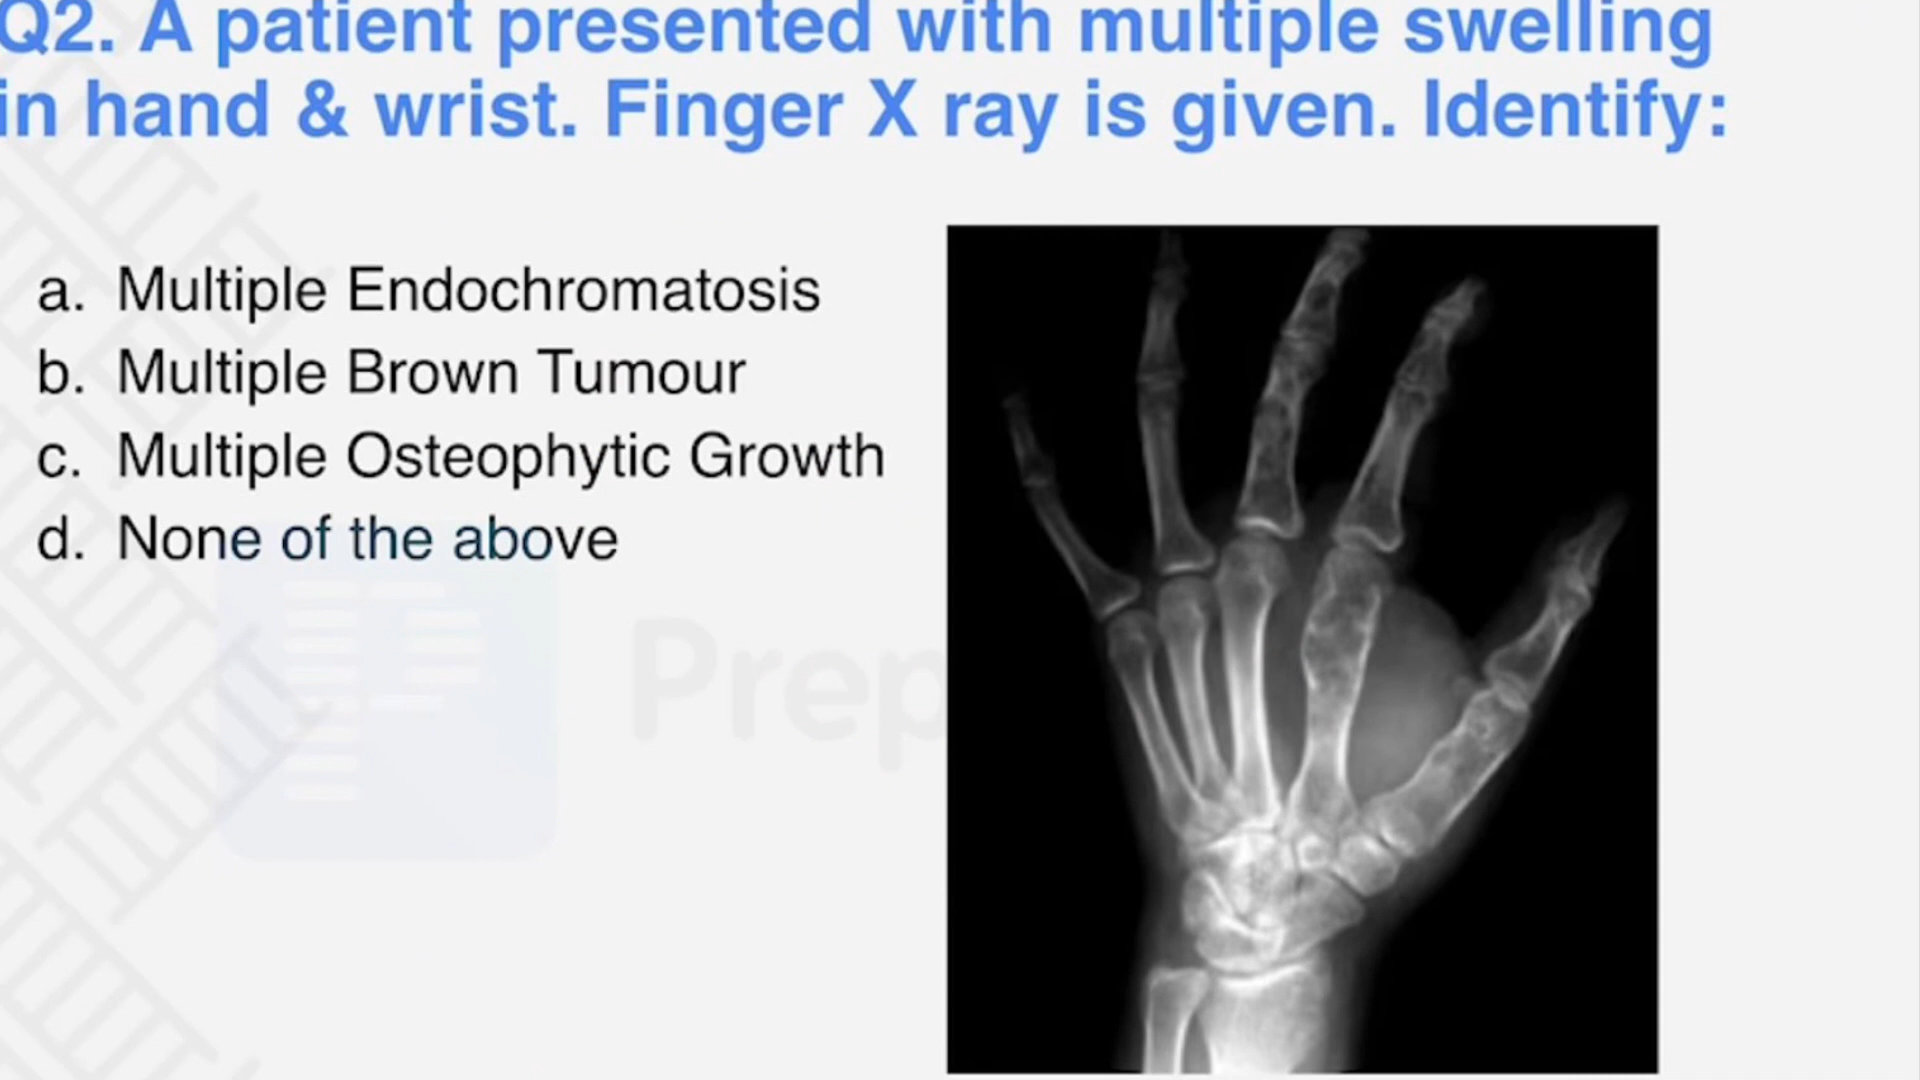 Q2. A patient presented with multiple swelling
in hand & wrist. Finger X ray is given. Identify:
a. Multiple Endochromatosis
b. Multiple Brown Tumour
c. Multiple Osteophytic Growth
d. None of the above
Prep